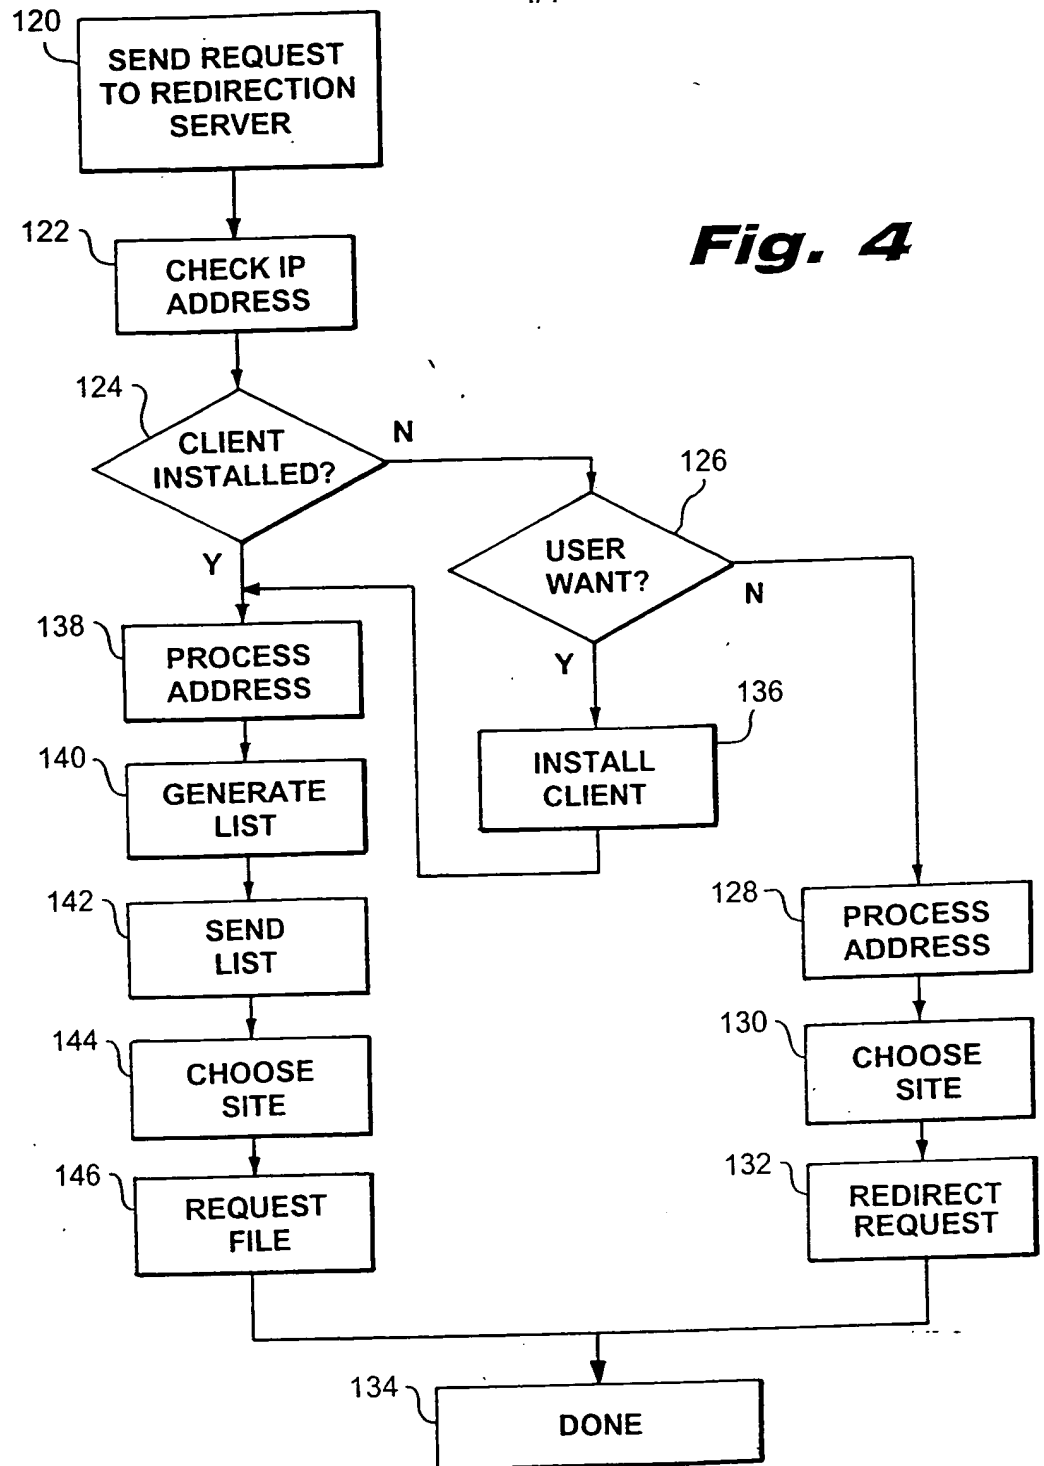 120
SEND REQUEST
TO REDIRECTION
SERVER
Fig. 4
122
CHECK IP
ADDRESS
124
CLIENT
INSTALLED?
N
Y
126
USER
WANT?
N
Y
138
PROCESS
ADDRESS
136
INSTALL
CLIENT
140
GENERATE
LIST
142
SEND
LIST
128
PROCESS
ADDRESS
144
CHOOSE
SITE
130
CHOOSE
SITE
146
REQUEST
FILE
132
REDIRECT
REQUEST
134
DONE